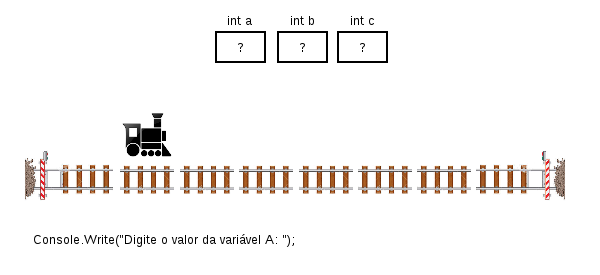 int a int b int c
? ? ?
Console.Write("Digite o valor da variável A: ");